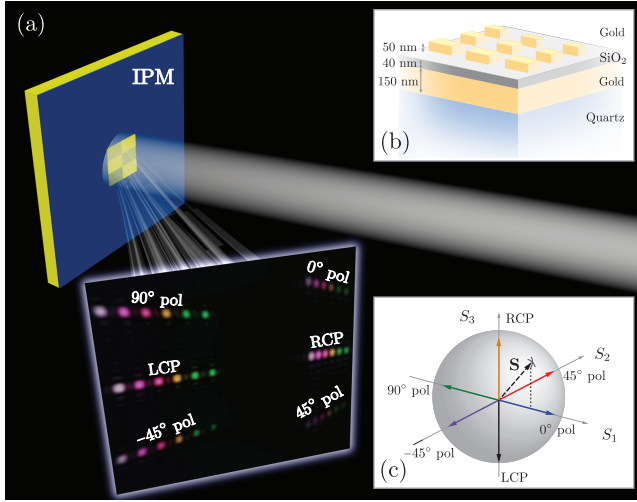 (a)
IPM
90° pol
0° pol
LCP
RCP
−45° pol
45° pol
50 nm
40 nm
150 nm
Gold
SiO₂
Gold
Quartz
(b)
S₃
RCP
S
S₂
45° pol
90° pol
0° pol
S₁
−45° pol
LCP
(c)